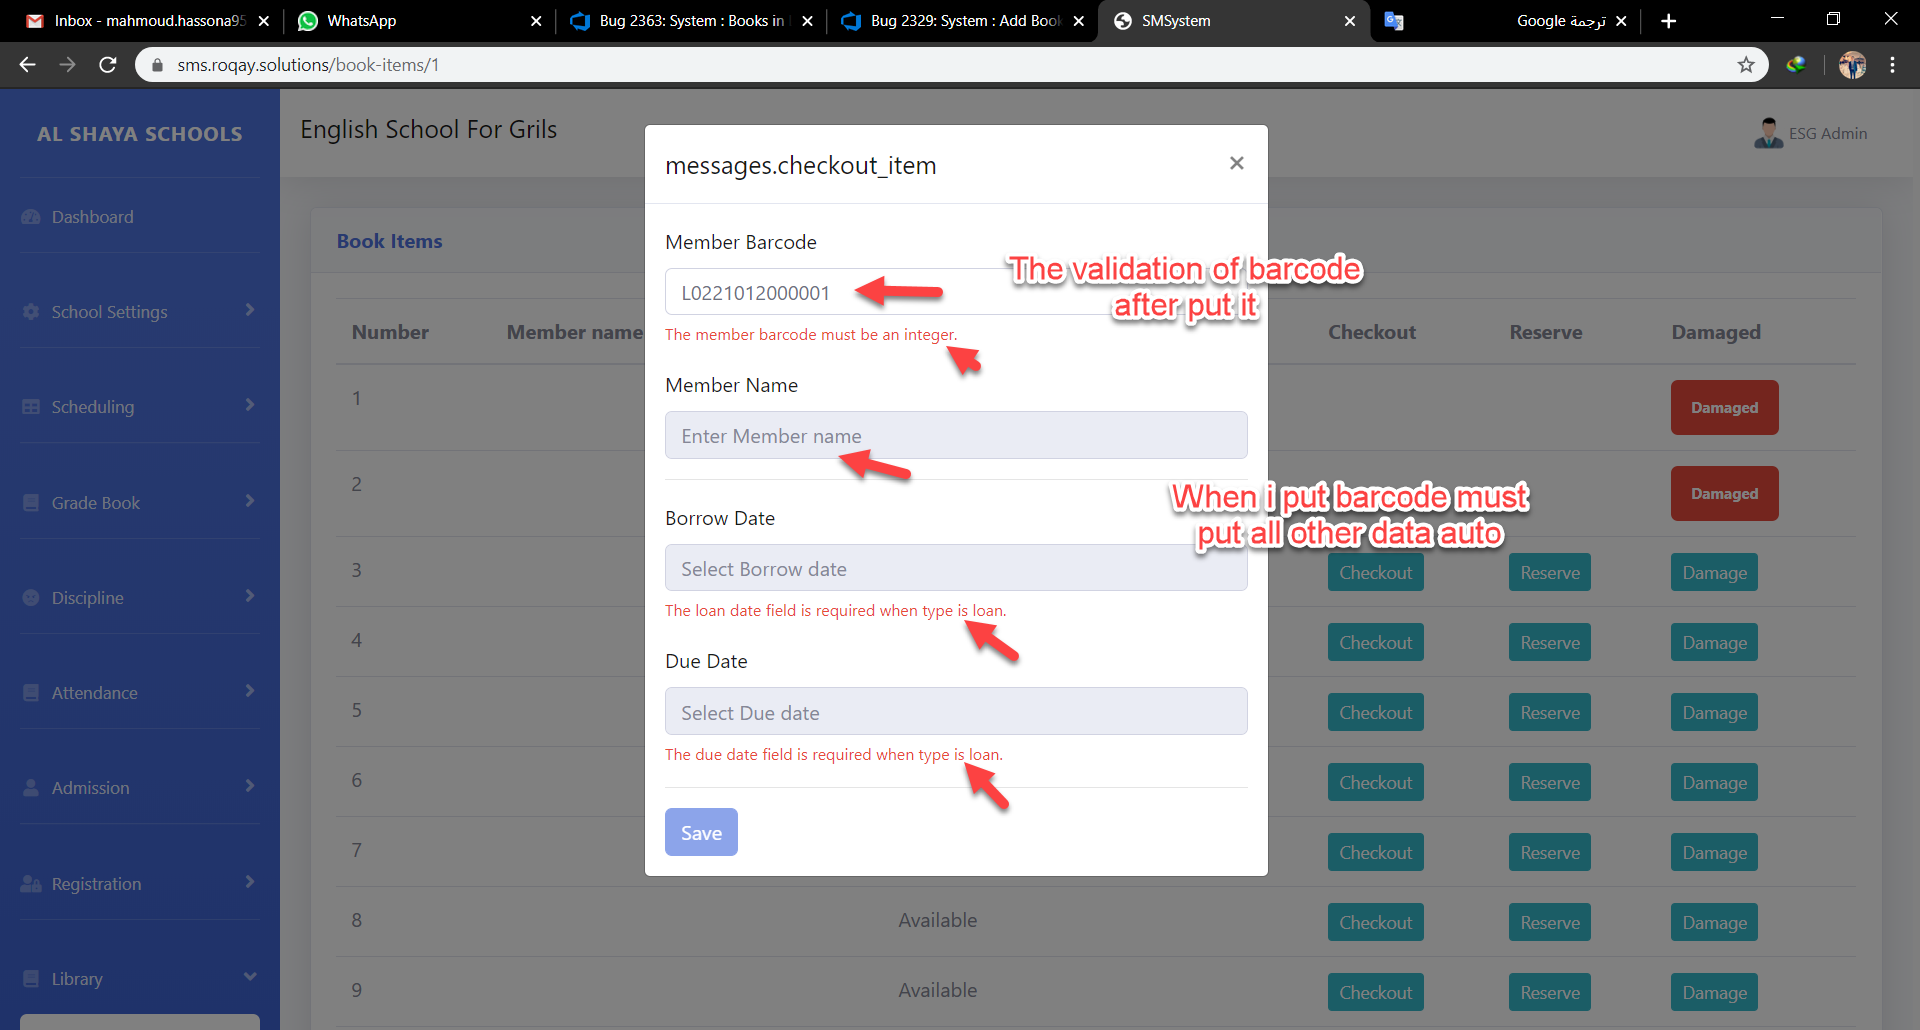 Inbox - mahmoud.hassona95
WhatsApp
Bug 2363: System : Books in
Bug 2329: System : Add Book
SMSystem
ترجمة Google
sms.roqay.solutions/book-items/1
AL SHAYA SCHOOLS
Dashboard
School Settings
Scheduling
Grade Book
Discipline
Attendance
Admission
Registration
Library
English School For Grils
ESG Admin
Book Items
Number Member name Checkout Reserve Damaged
1 Damaged
2 Damaged
3 Checkout Reserve Damage
4 Checkout Reserve Damage
5 Checkout Reserve Damage
6 Checkout Reserve Damage
7 Checkout Reserve Damage
8 Available Checkout Reserve Damage
9 Available Checkout Reserve Damage
messages.checkout_item
Member Barcode
L0221012000001
The member barcode must be an integer.
Member Name
Enter Member name
Borrow Date
Select Borrow date
The loan date field is required when type is loan.
Due Date
Select Due date
The due date field is required when type is loan.
Save
The validation of barcode
after put it
When i put barcode must
put all other data auto